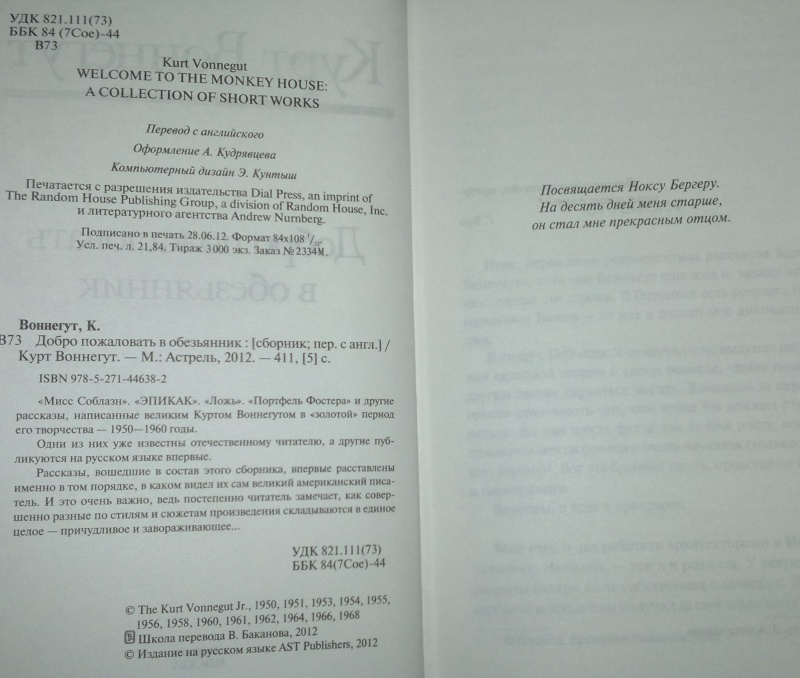 УДК 821.111(73)
ББК 84 (7Сое)-44
В73
Kurt Vonnegut
WELCOME TO THE MONKEY HOUSE:
A COLLECTION OF SHORT WORKS
Перевод с английского
Оформление А. Кудрявцева
Компьютерный дизайн Э. Кунтыш
Печатается с разрешения издательства Dial Press, an imprint of
The Random House Publishing Group, a division of Random House, Inc.
и литературного агентства Andrew Nurnberg.
Подписано в печать 28.06.12. Формат 84x108 1/32.
Усл. печ. л. 21,84. Тираж 3 000 экз. Заказ № 2334М.
Воннегут, К.
В73 Добро пожаловать в обезьянник : [сборник; пер. с англ.] /
Курт Воннегут. — М.: Астрель, 2012. — 411, [5] с.
ISBN 978-5-271-44638-2
«Мисс Соблазн». «ЭПИКАК». «Ложь». «Портфель Фостера» и другие
рассказы, написанные великим Куртом Воннегутом в «золотой» период
его творчества — 1950—1960 годы.
Одни из них уже известны отечественному читателю, а другие пуб-
ликуются на русском языке впервые.
Рассказы, вошедшие в состав этого сборника, впервые расставлены
именно в том порядке, в каком видел их сам великий американский писа-
тель. И это очень важно, ведь постепенно читатель замечает, как совер-
шенно разные по стилям и сюжетам произведения складываются в единое
целое — причудливое и завораживающее...
УДК 821.111(73)
ББК 84(7Сое)-44
© The Kurt Vonnegut Jr., 1950, 1951, 1953, 1954, 1955,
1956, 1958, 1960, 1961, 1962, 1964, 1966, 1968
Школа перевода В. Баканова, 2012
© Издание на русском языке AST Publishers, 2012
Посвящается Ноксу Бергеру.
На десять дней меня старше,
он стал мне прекрасным отцом.